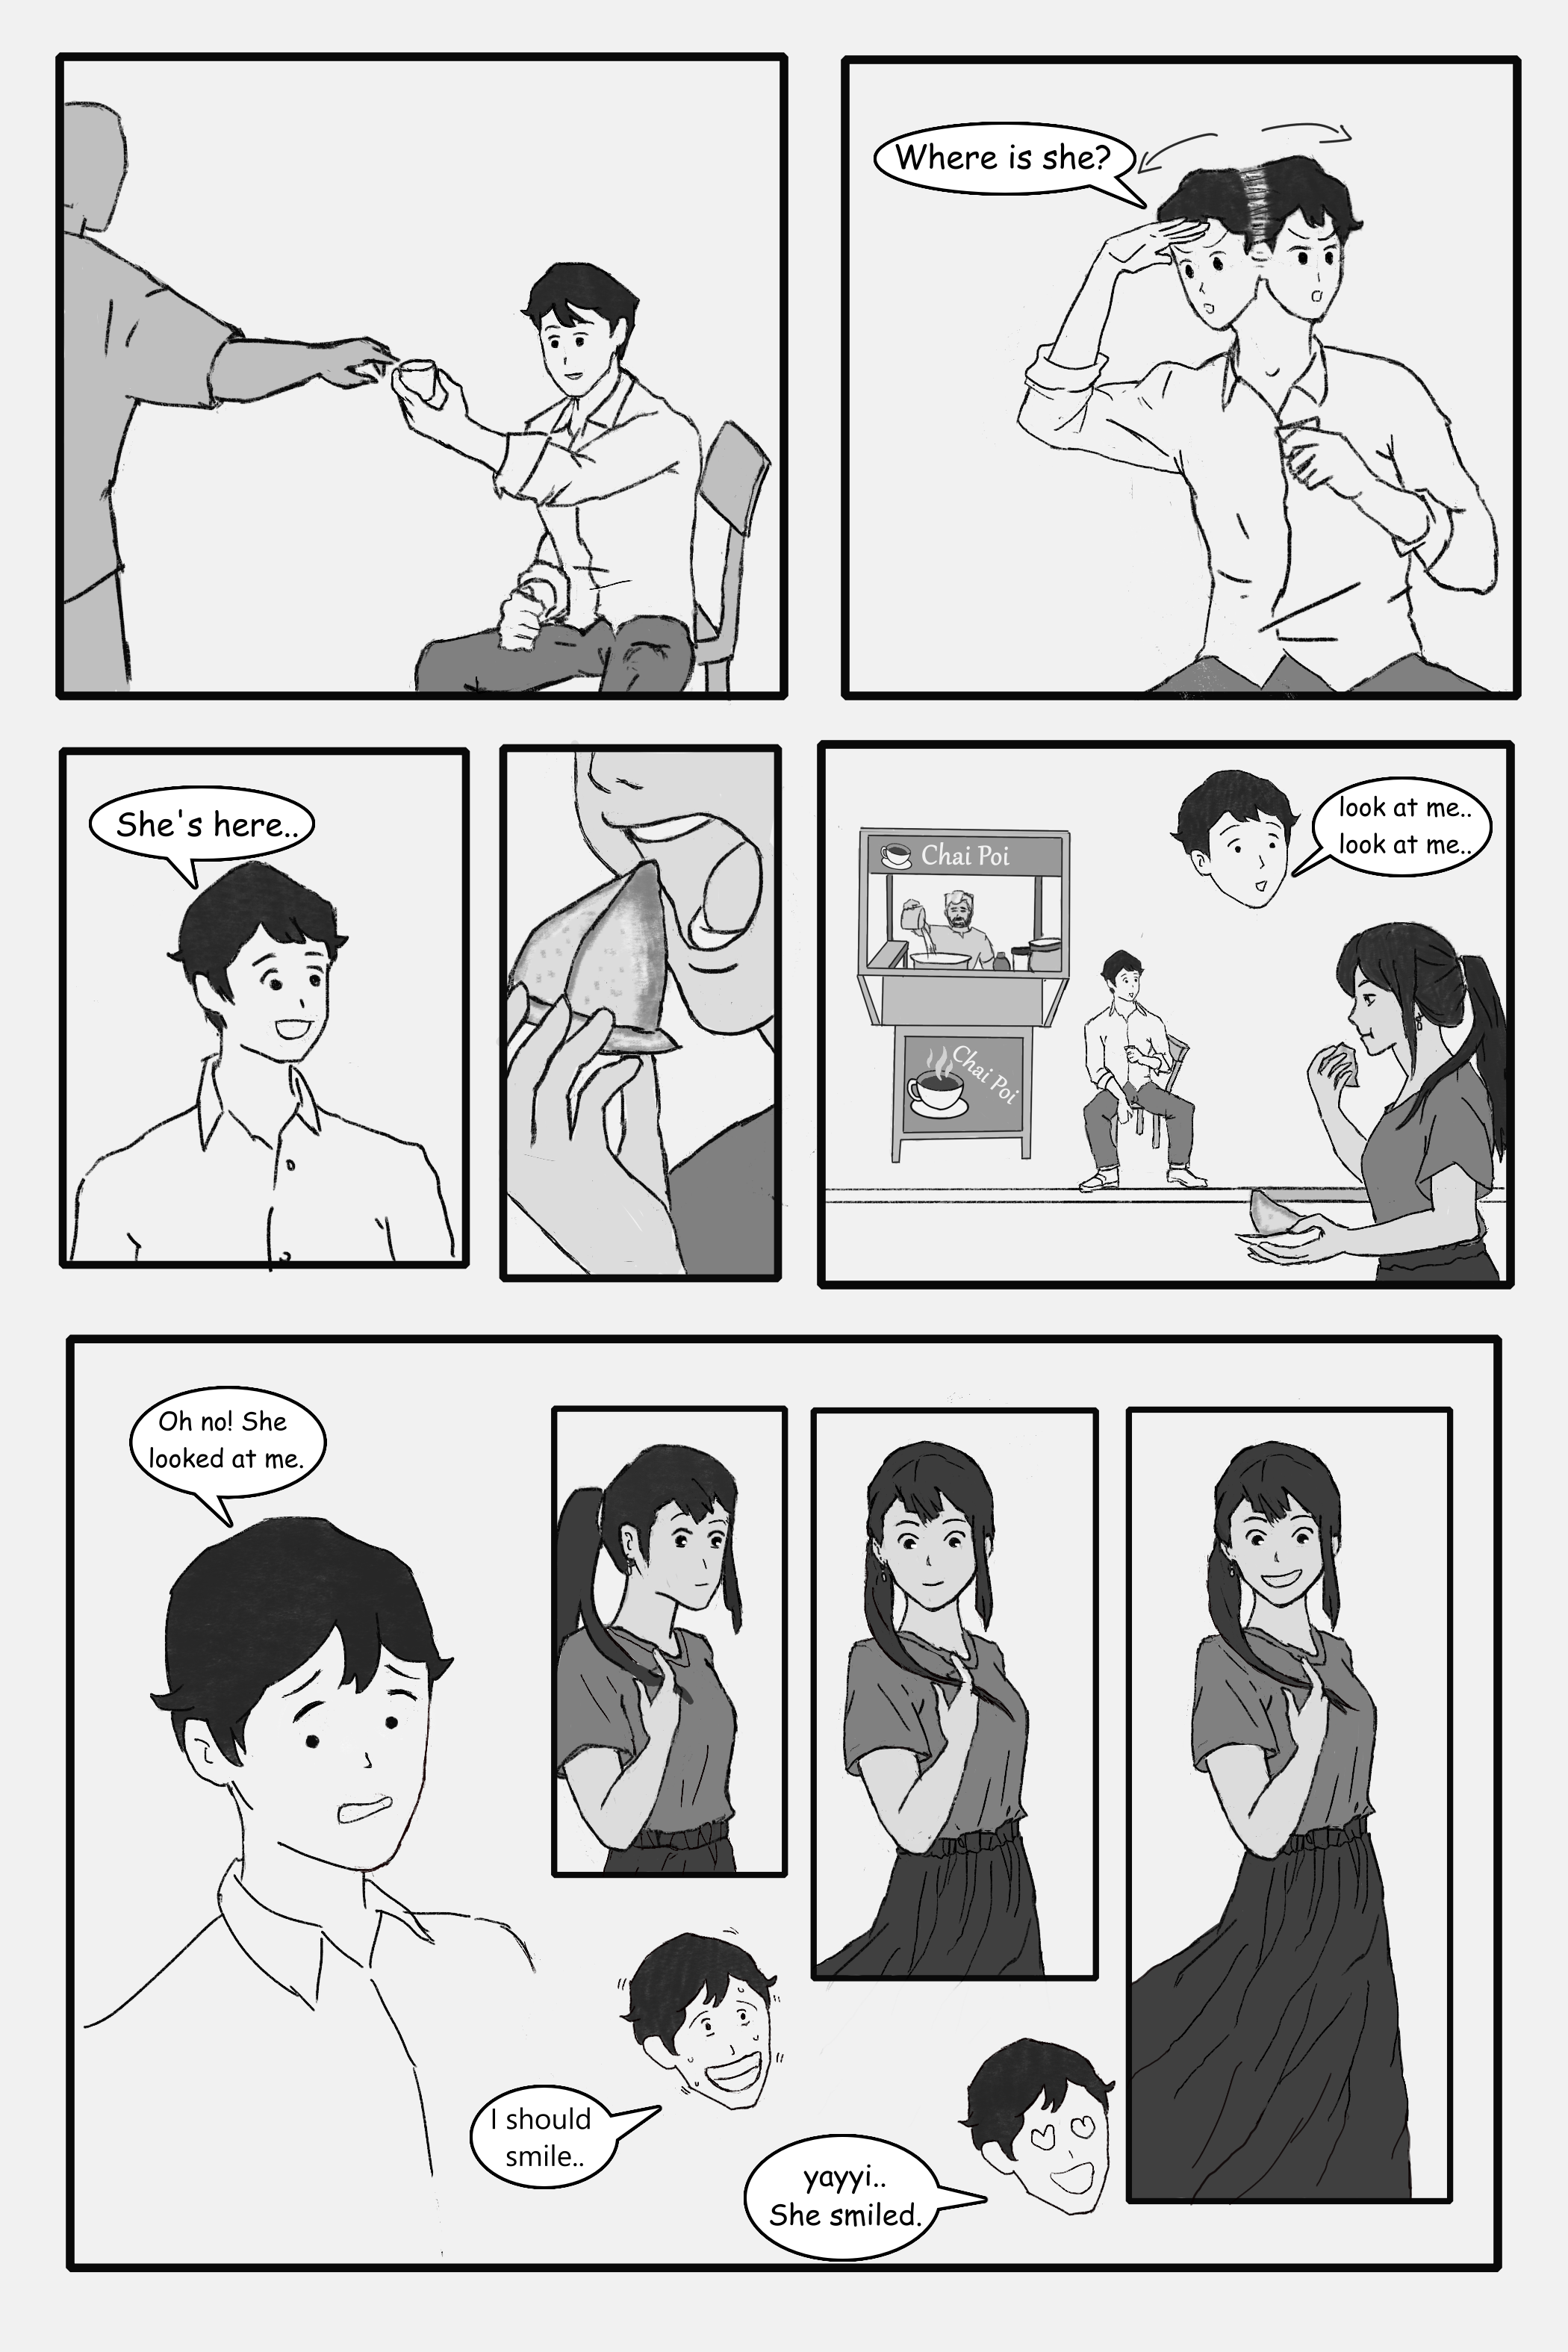 Where is she?
She's here..
look at me..
look at me..
Chai Poi
Chai Poi
Oh no! She
looked at me.
I should
smile..
yayyi..
She smiled.